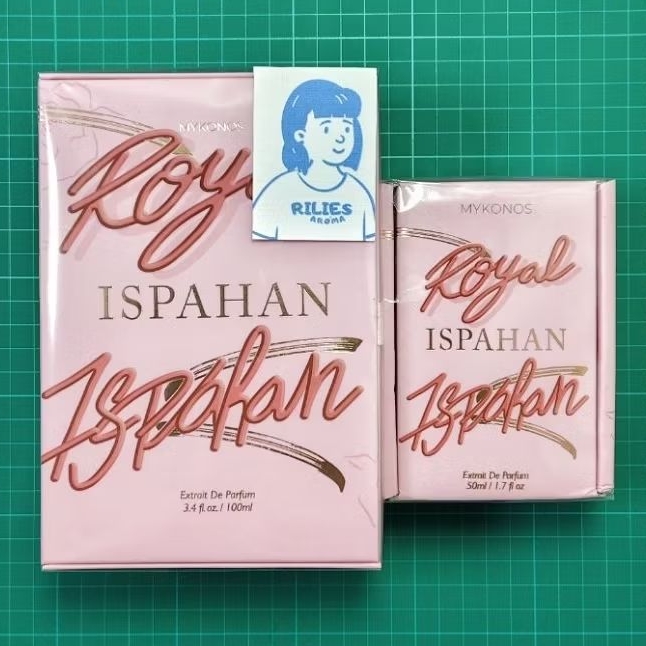 MYKONOS
Royal
ISPAHAN
Ispahan
Extrait De Parfum
3.4 fl.oz./ 100ml
RILIES
AROMA
MYKONOS
Royal
ISPAHAN
Ispahan
Extrait De Parfum
50ml / 1.7 fl oz